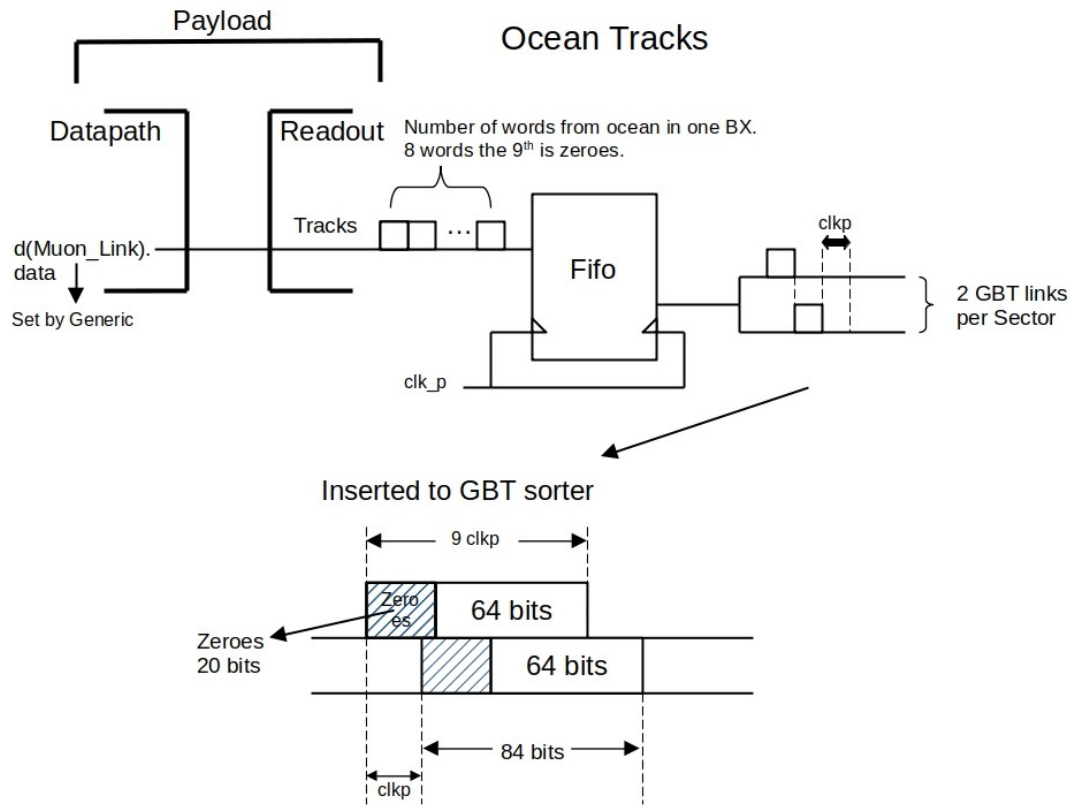 Payload
Ocean Tracks
Datapath
Readout
Number of words from ocean in one BX.
8 words the 9th is zeroes.
Tracks
...
d(Muon_Link).
data
Set by Generic
Fifo
clk_p
clkp
2 GBT links
per Sector
Inserted to GBT sorter
9 clkp
Zero
es
64 bits
Zeroes
20 bits
64 bits
84 bits
clkp